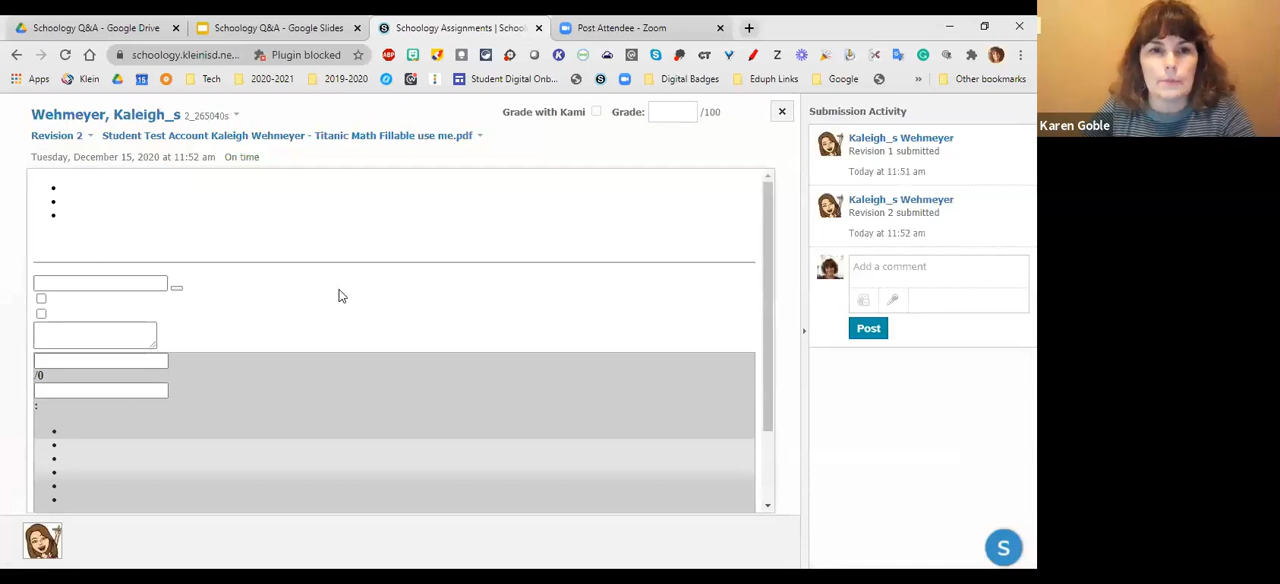 Schoology Q&A - Google Drive
Schoology Q&A - Google Slides
Schoology Assignments | Schoo
Post Attendee - Zoom
schoology.kleinisd.ne...
Plugin blocked
Apps
Klein
Tech
2020-2021
2019-2020
Student Digital Onb...
Digital Badges
Eduph Links
Google
»
Other bookmarks
Wehmeyer, Kaleigh_s 2_265040s
Grade with Kami
Grade: /100
Submission Activity
Revision 2
Student Test Account Kaleigh Wehmeyer - Titanic Math Fillable use me.pdf
Tuesday, December 15, 2020 at 11:52 am On time
Kaleigh_s Wehmeyer
Revision 1 submitted
Today at 11:51 am
Kaleigh_s Wehmeyer
Revision 2 submitted
Today at 11:52 am
Add a comment
Post
/0
:
S
Karen Goble